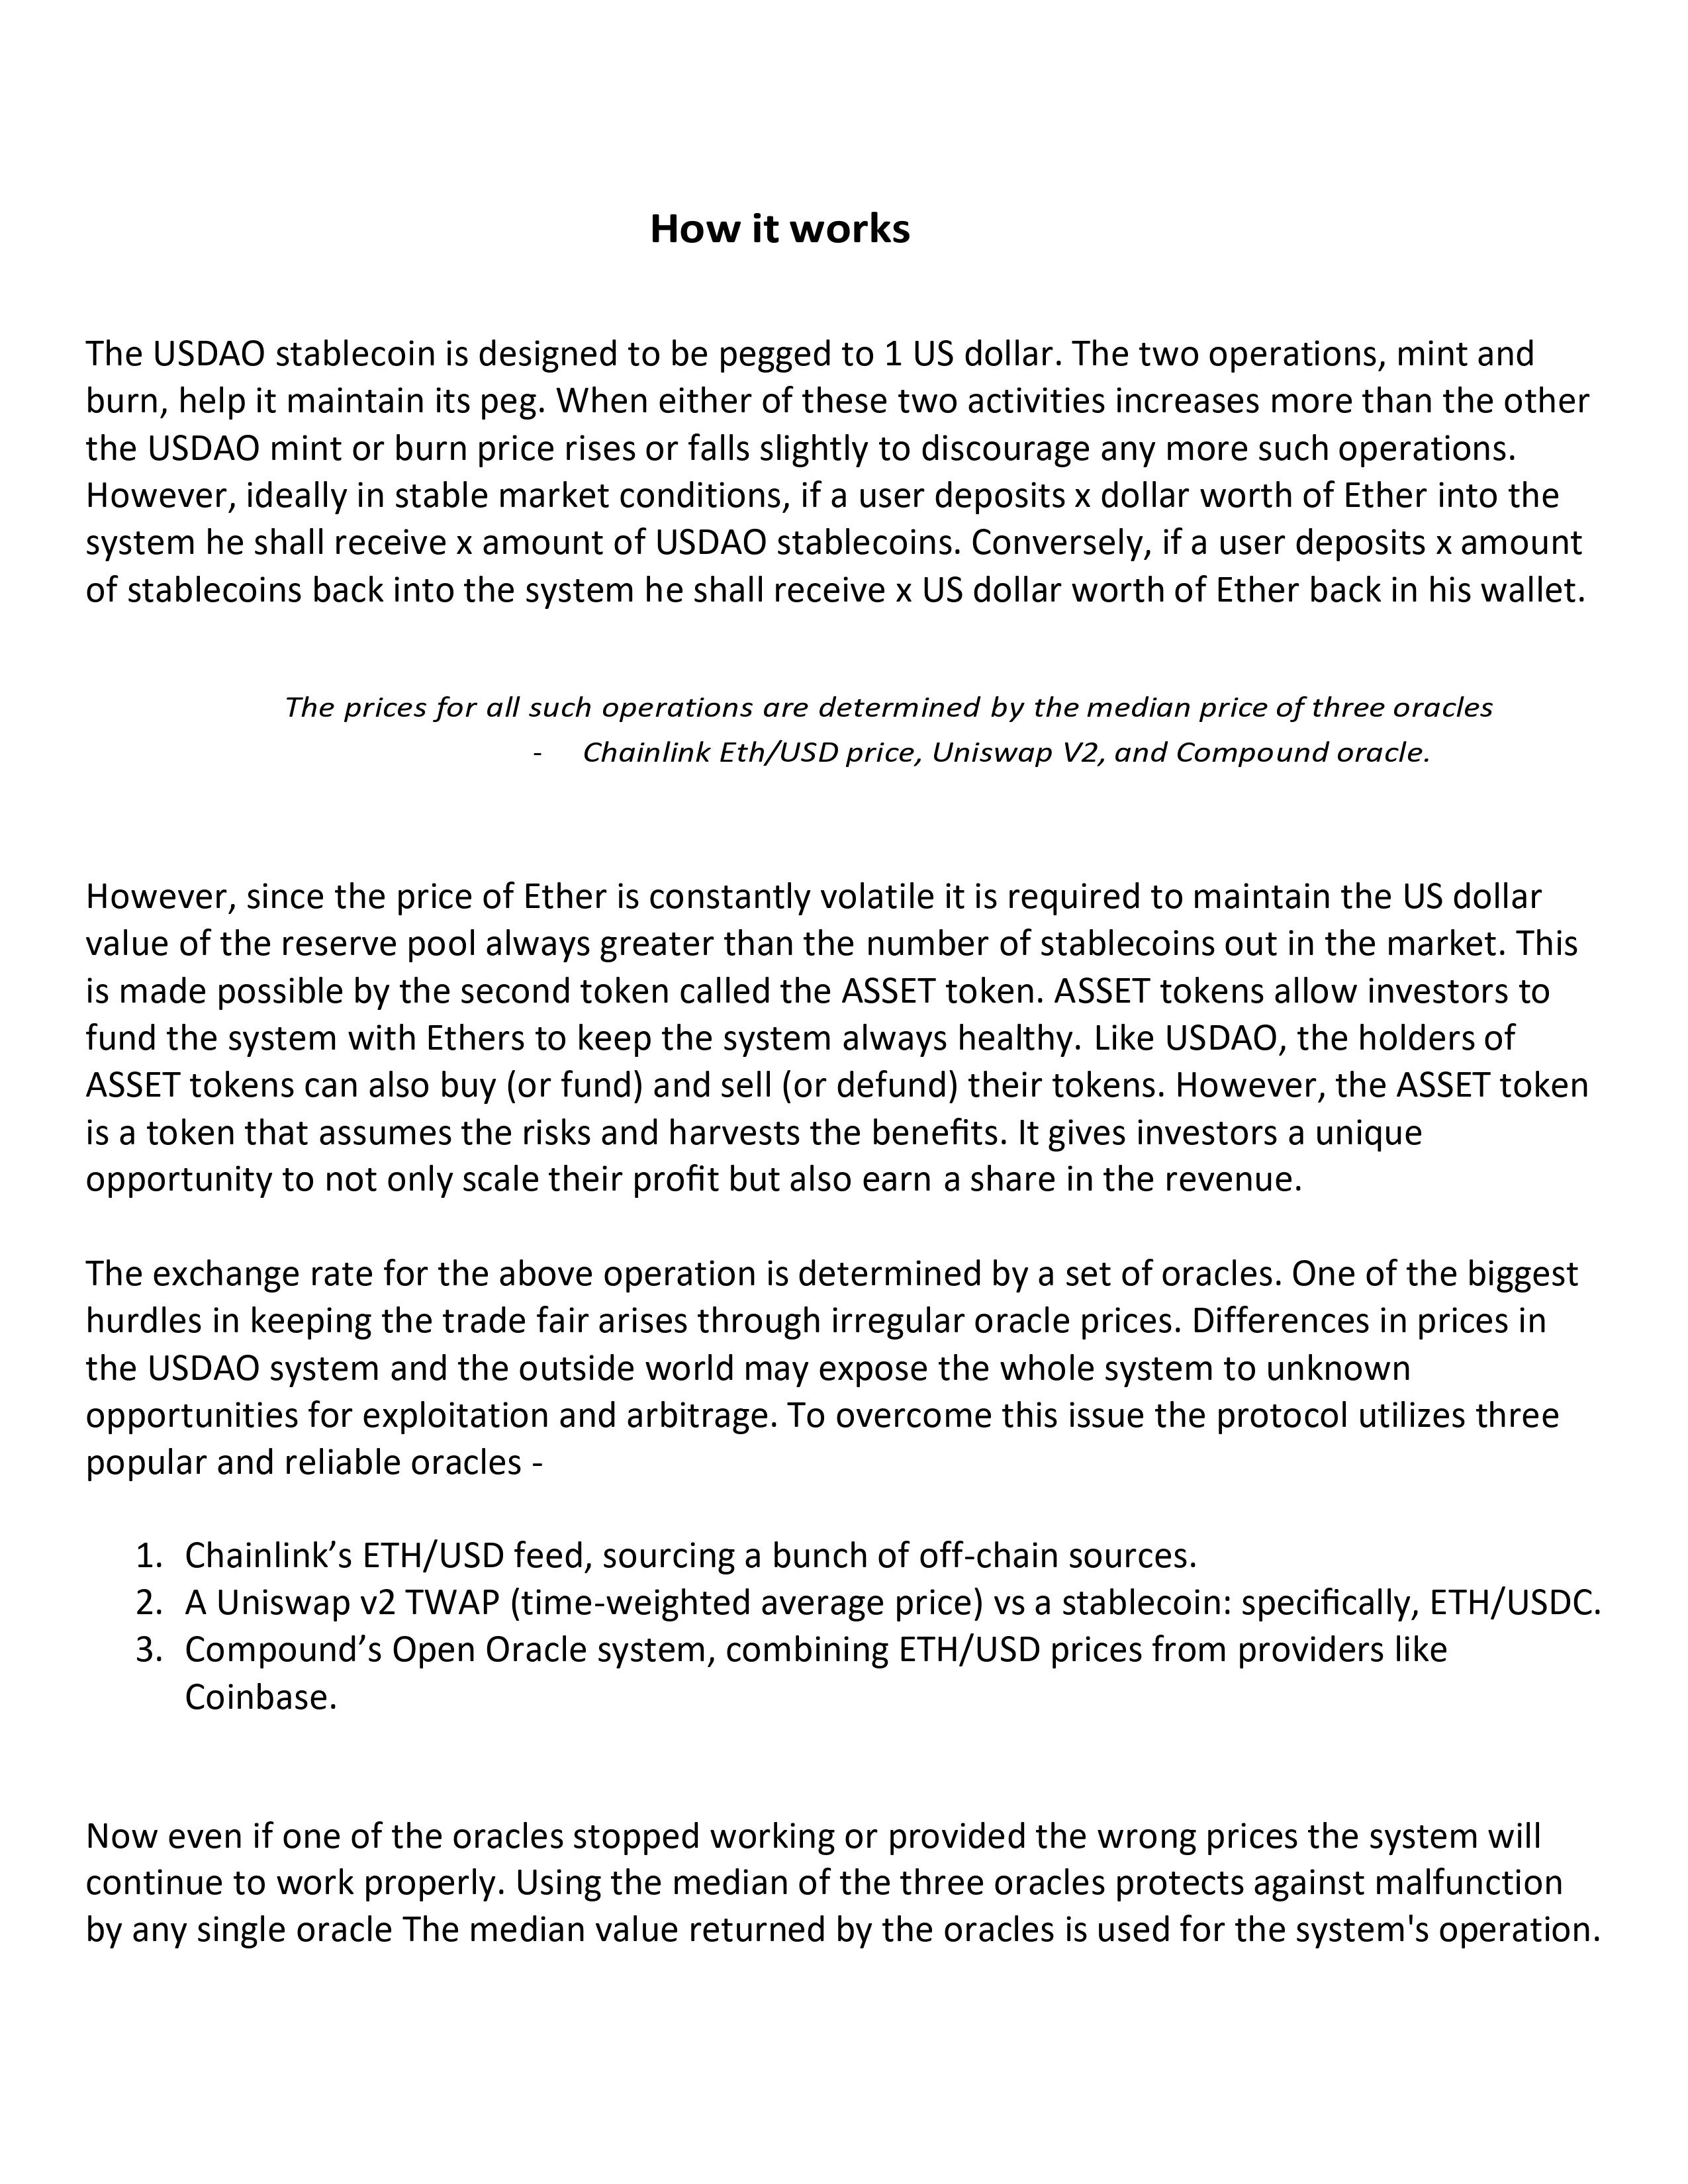 How it works
The USDAO stablecoin is designed to be pegged to 1 US dollar. The two operations, mint and
burn, help it maintain its peg. When either of these two activities increases more than the other
the USDAO mint or burn price rises or falls slightly to discourage any more such operations.
However, ideally in stable market conditions, if a user deposits x dollar worth of Ether into the
system he shall receive x amount of USDAO stablecoins. Conversely, if a user deposits x amount
of stablecoins back into the system he shall receive x US dollar worth of Ether back in his wallet.
The prices for all such operations are determined by the median price of three oracles
- Chainlink Eth/USD price, Uniswap V2, and Compound oracle.
However, since the price of Ether is constantly volatile it is required to maintain the US dollar
value of the reserve pool always greater than the number of stablecoins out in the market. This
is made possible by the second token called the ASSET token. ASSET tokens allow investors to
fund the system with Ethers to keep the system always healthy. Like USDAO, the holders of
ASSET tokens can also buy (or fund) and sell (or defund) their tokens. However, the ASSET token
is a token that assumes the risks and harvests the benefits. It gives investors a unique
opportunity to not only scale their profit but also earn a share in the revenue.
The exchange rate for the above operation is determined by a set of oracles. One of the biggest
hurdles in keeping the trade fair arises through irregular oracle prices. Differences in prices in
the USDAO system and the outside world may expose the whole system to unknown
opportunities for exploitation and arbitrage. To overcome this issue the protocol utilizes three
popular and reliable oracles -
1. Chainlink’s ETH/USD feed, sourcing a bunch of off-chain sources.
2. A Uniswap v2 TWAP (time-weighted average price) vs a stablecoin: specifically, ETH/USDC.
3. Compound’s Open Oracle system, combining ETH/USD prices from providers like
Coinbase.
Now even if one of the oracles stopped working or provided the wrong prices the system will
continue to work properly. Using the median of the three oracles protects against malfunction
by any single oracle The median value returned by the oracles is used for the system's operation.